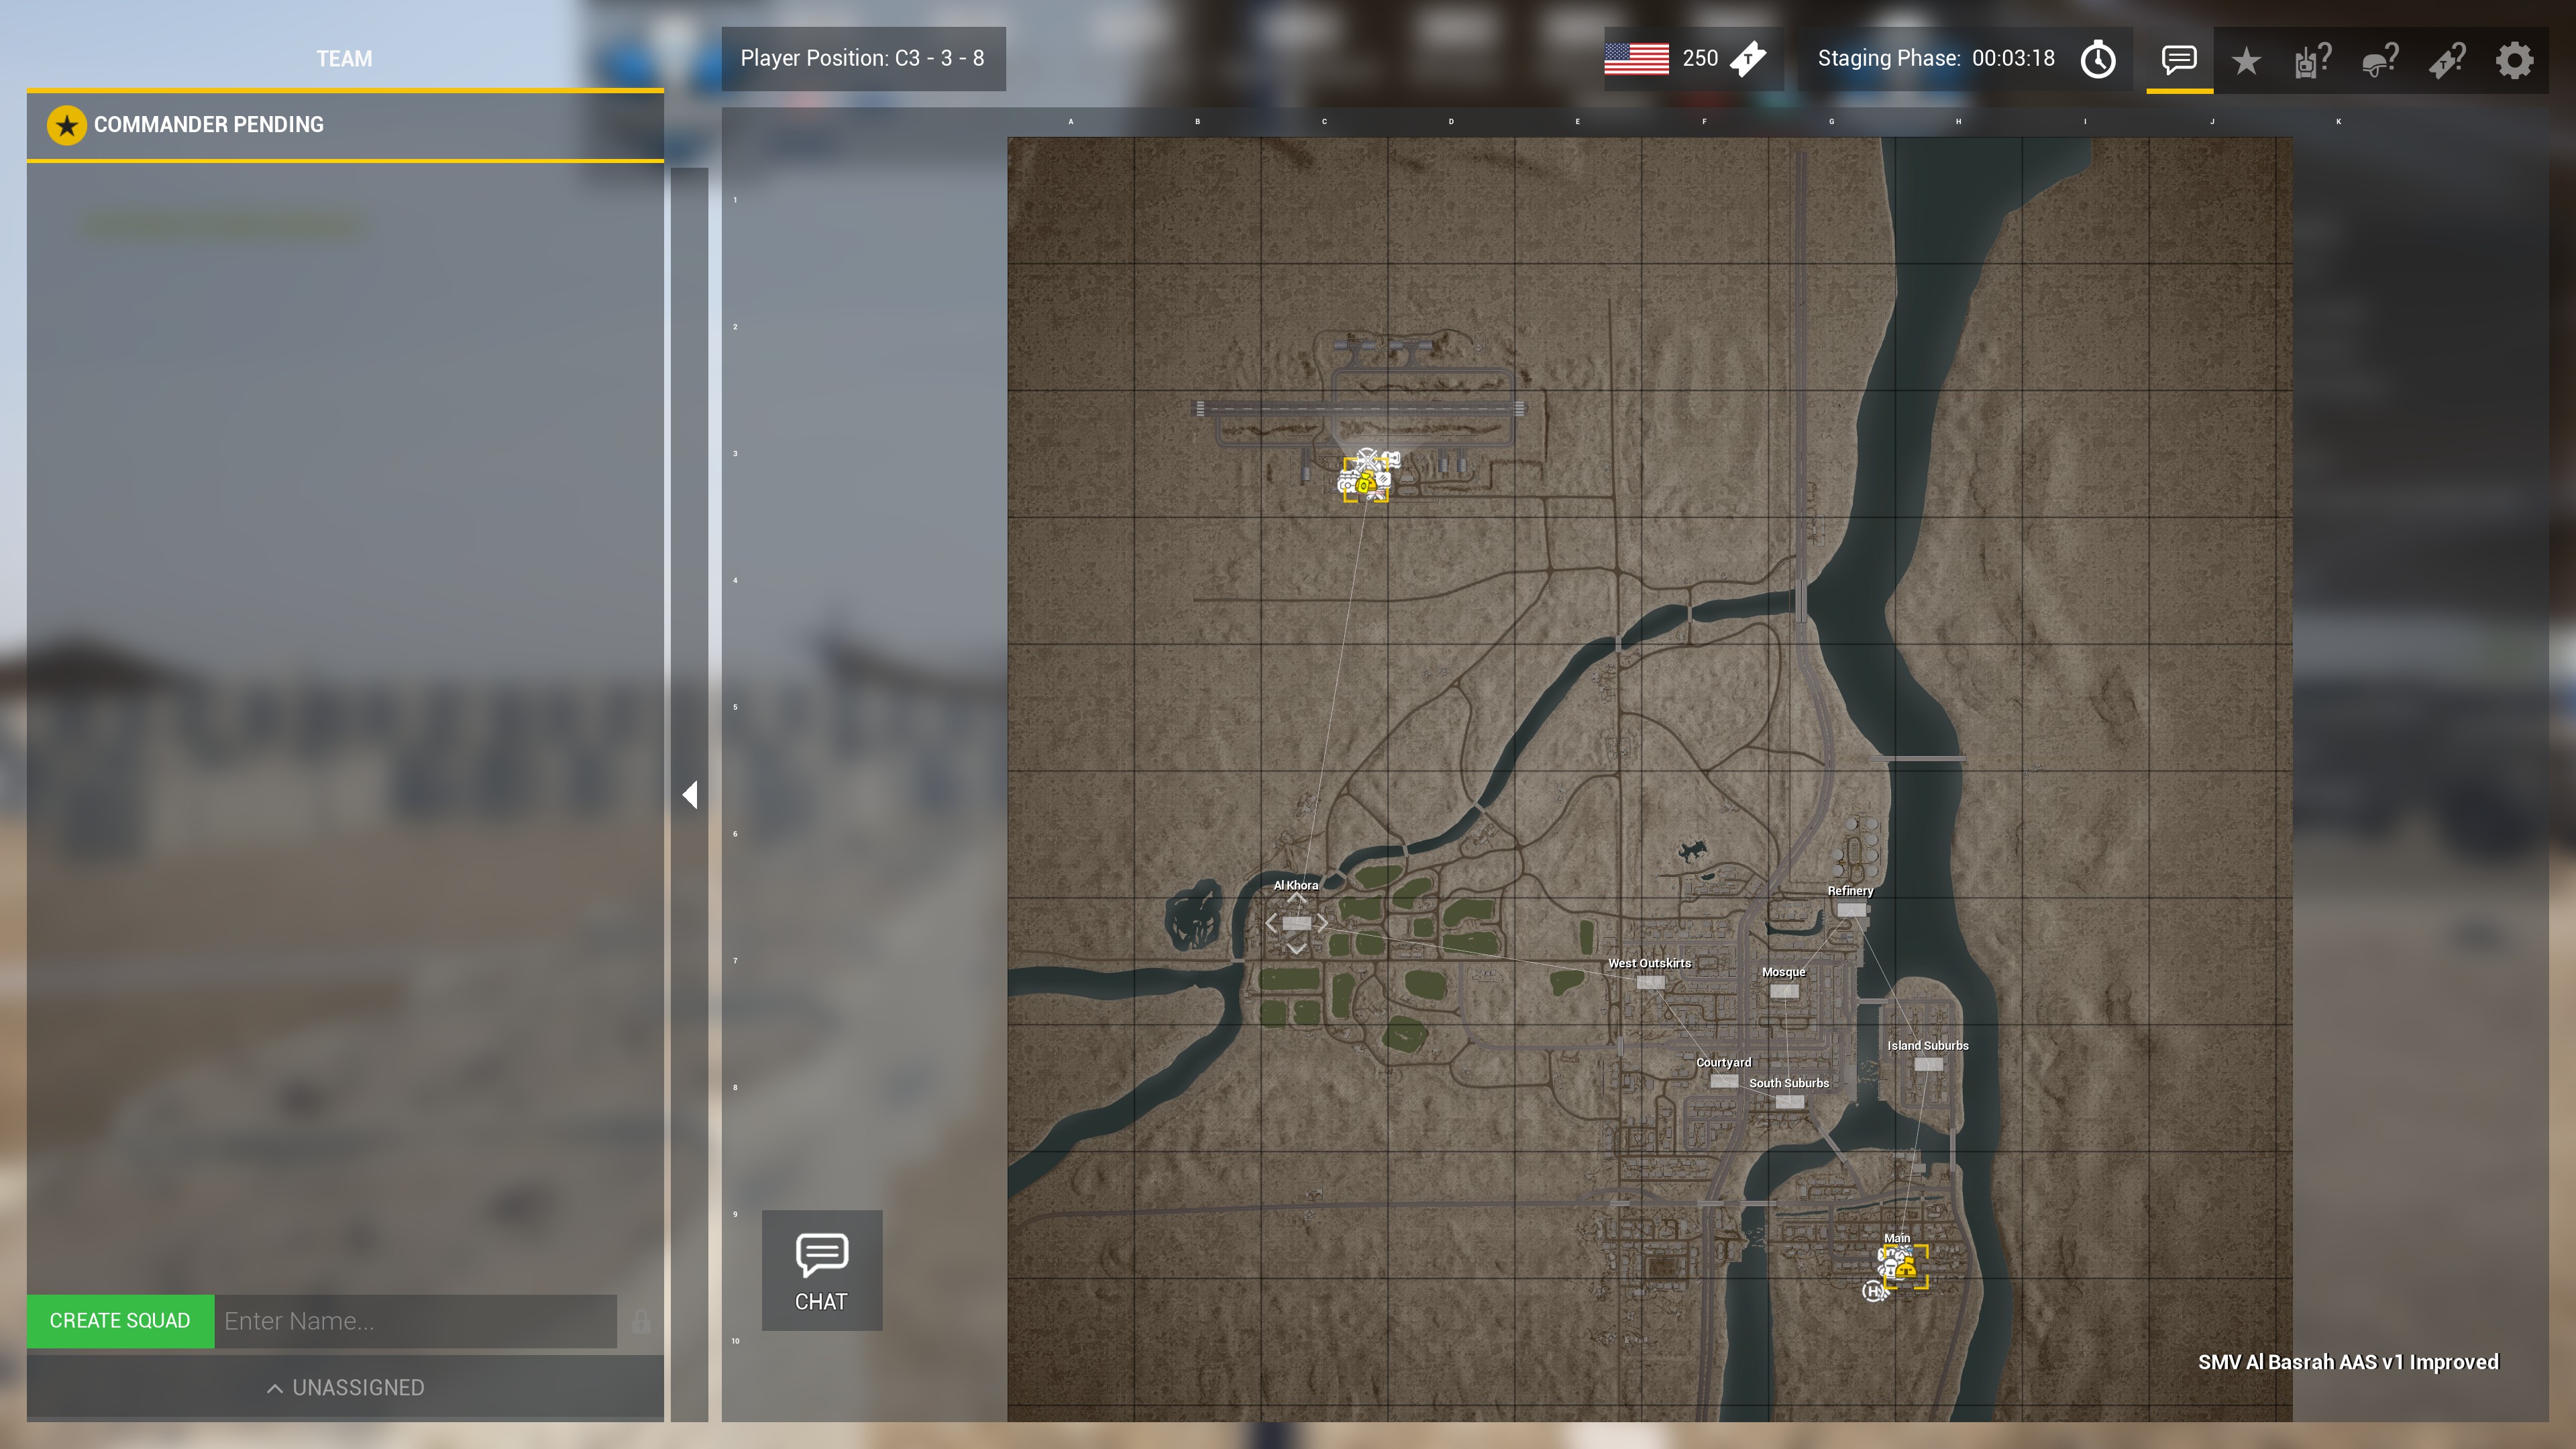 TEAM
Player Position: C3 - 3 - 8
250
T
Staging Phase: 00:03:18
?
?
T?
COMMANDER PENDING
A B C D E F G H I J K
1
2
3
4
5
6
Al Khora
Refinery
7
West Outskirts
Mosque
Island Suburbs
Courtyard
8
South Suburbs
9
Main
H
CHAT
CREATE SQUAD Enter Name...
10
SMV Al Basrah AAS v1 Improved
UNASSIGNED